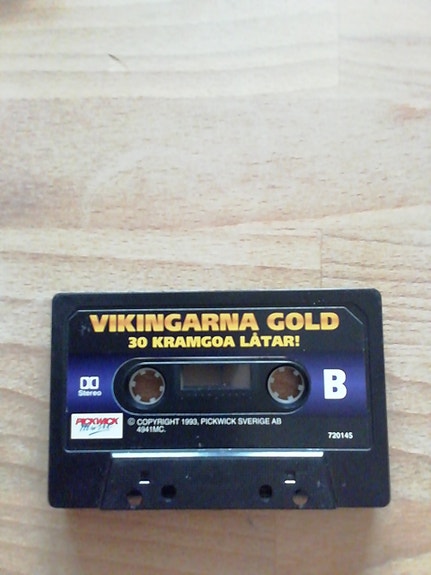 VIKINGARNA GOLD
30 KRAMGOA LÅTAR!
Stereo
B
PICKWICK
© COPYRIGHT 1993, PICKWICK SVERIGE AB
4941MC.
720145